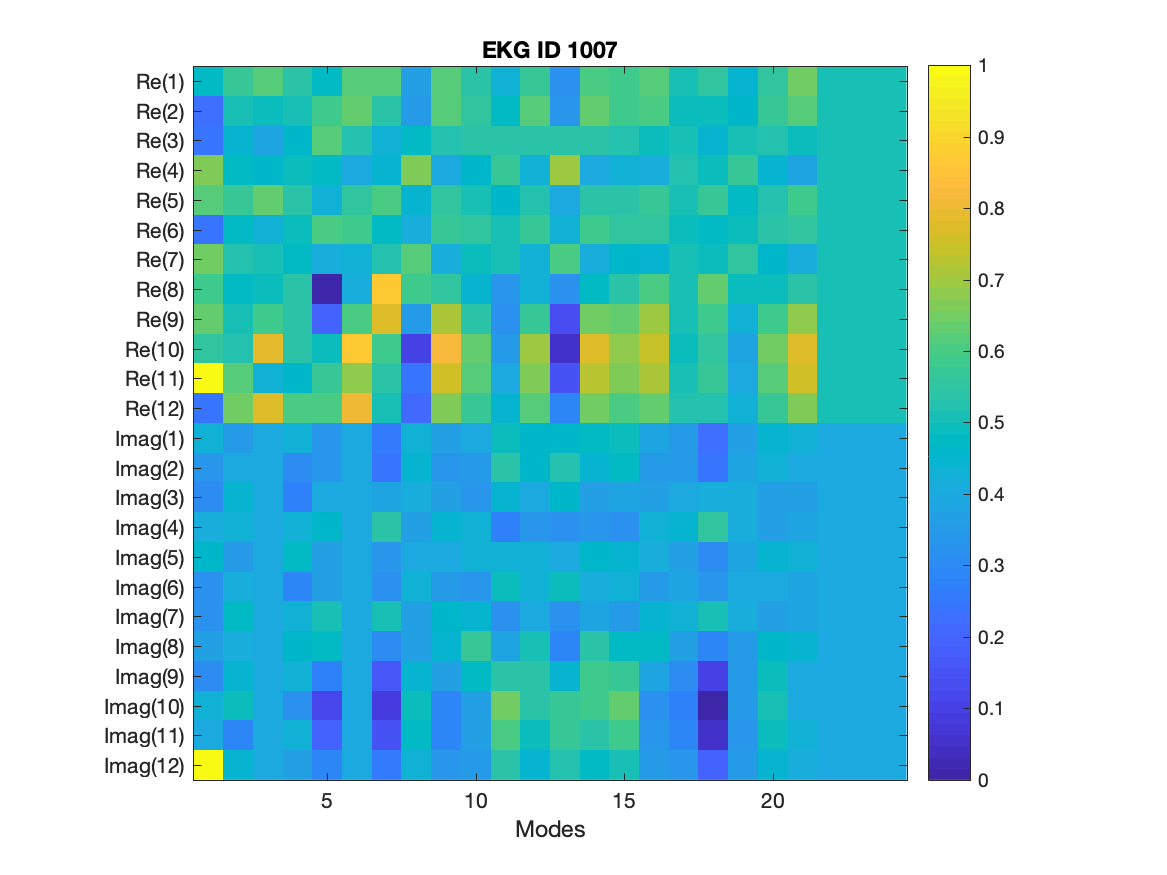 EKG ID 1007
Re(1)
Re(2)
Re(3)
Re(4)
Re(5)
Re(6)
Re(7)
Re(8)
Re(9)
Re(10)
Re(11)
Re(12)
Imag(1)
Imag(2)
Imag(3)
Imag(4)
Imag(5)
Imag(6)
Imag(7)
Imag(8)
Imag(9)
Imag(10)
Imag(11)
Imag(12)
5 10 15 20
Modes
1
0.9
0.8
0.7
0.6
0.5
0.4
0.3
0.2
0.1
0